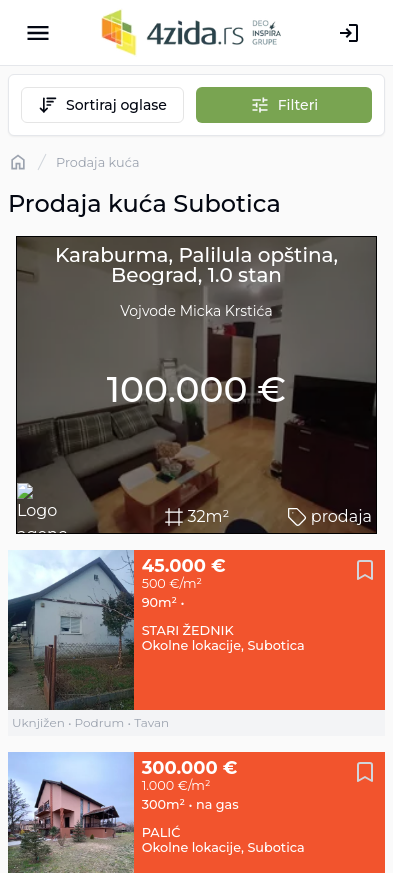 4zida.rs
DEO
INSPIRA
GRUPE
Sortiraj oglase
Filteri
/ Prodaja kuća
Prodaja kuća Subotica
Karaburma, Palilula opština,
Beograd, 1.0 stan
Vojvode Micka Krstića
100.000 €
Logo
32m²
prodaja
45.000 €
500 €/m²
90m² •
STARI ŽEDNIK
Okolne lokacije, Subotica
Uknjižen • Podrum • Tavan
300.000 €
1.000 €/m²
300m² • na gas
PALIĆ
Okolne lokacije, Subotica